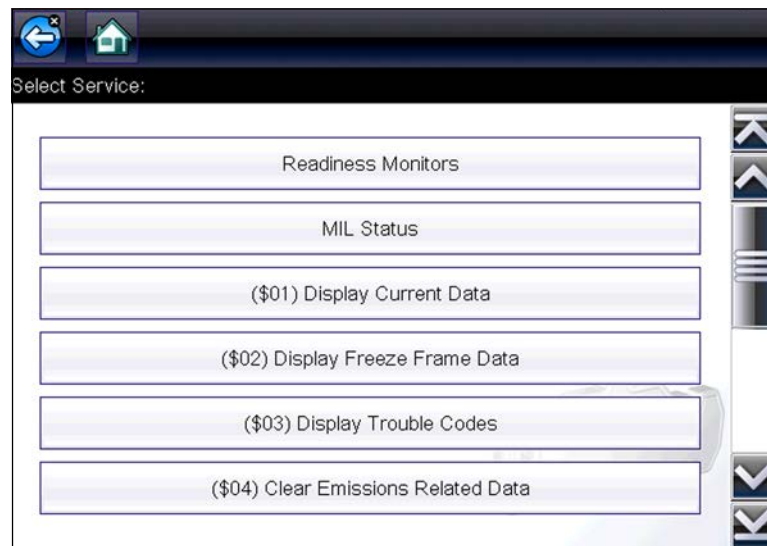 Select Service:
Readiness Monitors
MIL Status
($01) Display Current Data
($02) Display Freeze Frame Data
($03) Display Trouble Codes
($04) Clear Emissions Related Data